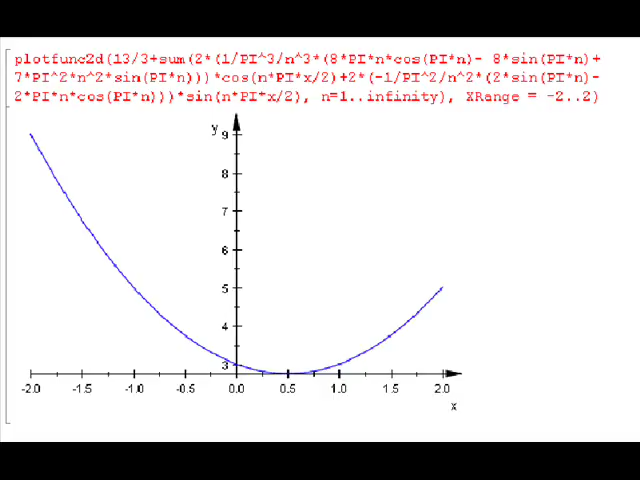 plotfunc2d(13/3+sum(2*(1/PI^3/n^3*(8*PI*n*cos(PI*n)- 8*sin(PI*n)+
7*PI^2*n^2*sin(PI*n)))*cos(n*PI*x/2)+2*(-1/PI^2/n^2*(2*sin(PI*n)-
2*PI*n*cos(PI*n)))*sin(n*PI*x/2), n=1..infinity), XRange = -2..2)
y
9
8
7
6
5
4
3
-2.0 -1.5 -1.0 -0.5 0.0 0.5 1.0 1.5 2.0
x